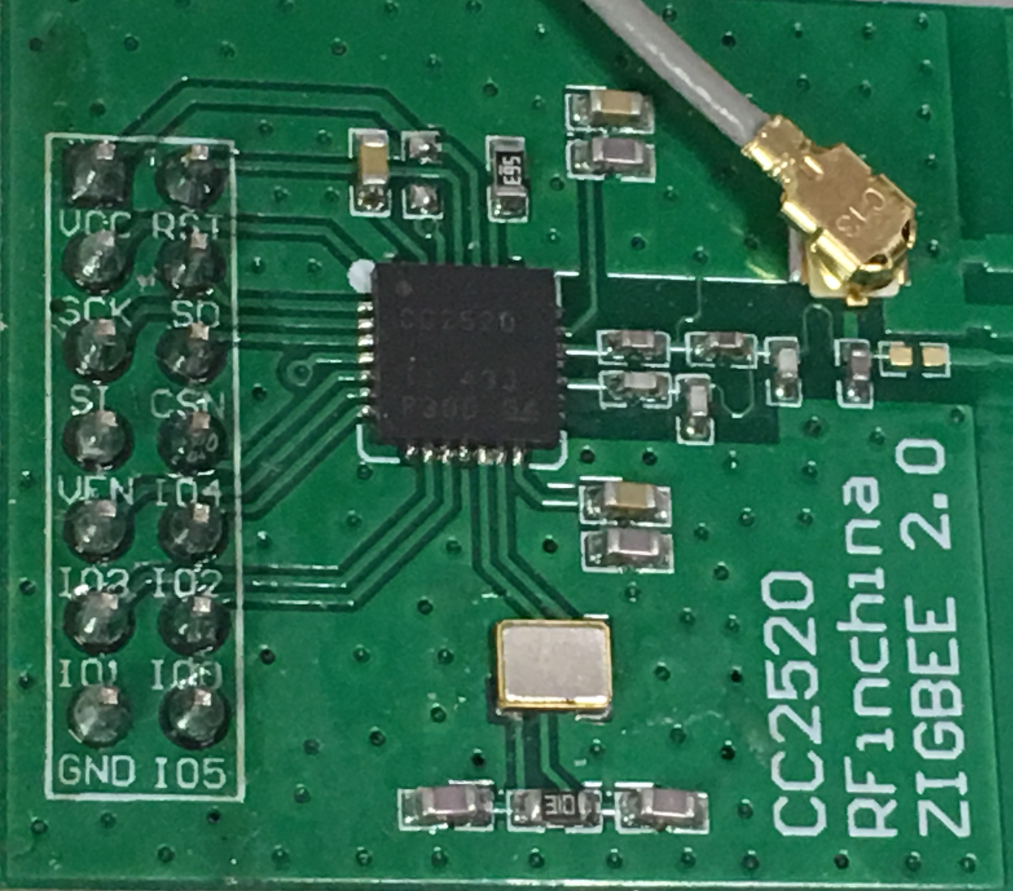 VCC RST
SCK SO
SI CSN
VEN IO4
IO3 IO2
IO1 IO0
GND IO5
CC2520
C13
CC2520
RFinchina
ZIGBEE 2.0